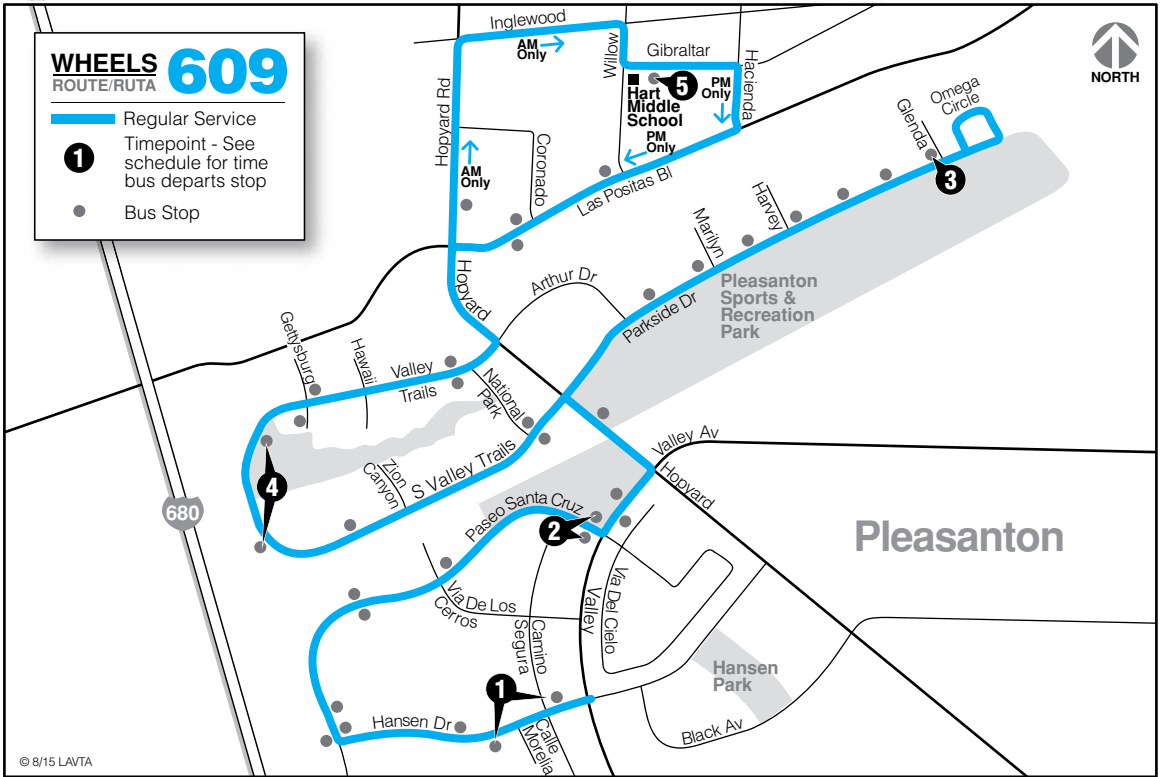 WHEELS
ROUTE/RUTA
609
Regular Service
1
Timepoint - See
schedule for time
bus departs stop
Bus Stop
Inglewood
AM
Only
Willow
Gibraltar
Hacienda
NORTH
Hopyard Rd
5
Hart
Middle
School
PM
Only
PM
Only
Coronado
AM
Only
Las Positas Bl
Omega
Circle
Glenda
3
Harvey
Marilyn
Hopyard
Arthur Dr
Parkside Dr
Pleasanton
Sports &
Recreation
Park
Gettysburg
Hawaii
Valley
Trails
National
Park
Zion
Canyon
S Valley Trails
4
680
Valley Av
Hopyard
Paseo Santa Cruz
2
Pleasanton
Via De Los
Cerros
Camino
Segura
Valley
Via Del Cielo
Hansen
Park
1
Hansen Dr
Calle
Morelia
Black Av
© 8/15 LAVTA